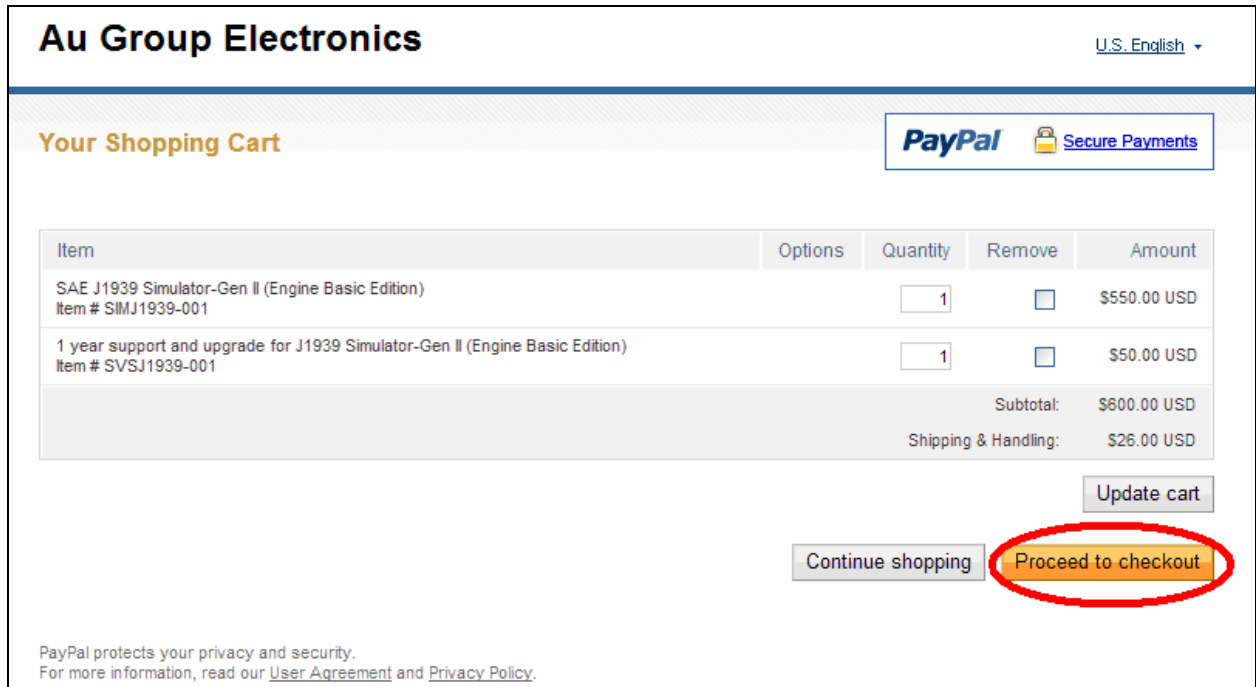 Au Group Electronics
U.S. English
Your Shopping Cart
PayPal Secure Payments
Item Options Quantity Remove Amount
SAE J1939 Simulator-Gen II (Engine Basic Edition)
Item # SIMJ1939-001
1 $550.00 USD
1 year support and upgrade for J1939 Simulator-Gen II (Engine Basic Edition)
Item # SVSJ1939-001
1 $50.00 USD
Subtotal: $600.00 USD
Shipping & Handling: $26.00 USD
Update cart
Continue shopping Proceed to checkout
PayPal protects your privacy and security.
For more information, read our User Agreement and Privacy Policy.